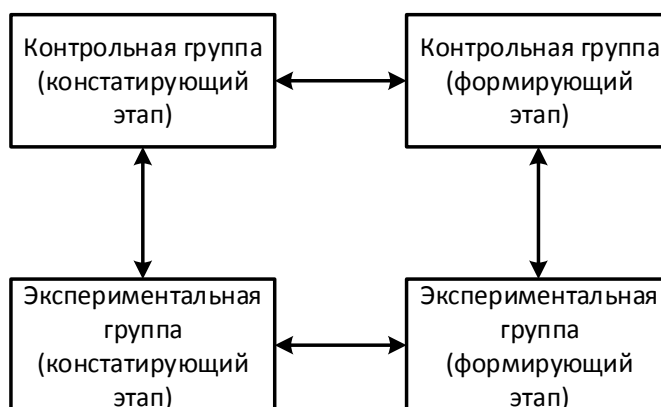 Контрольная группа
(констатирующий
этап)
Контрольная группа
(формирующий
этап)
Экспериментальная
группа
(констатирующий
этап)
Экспериментальная
группа
(формирующий
этап)